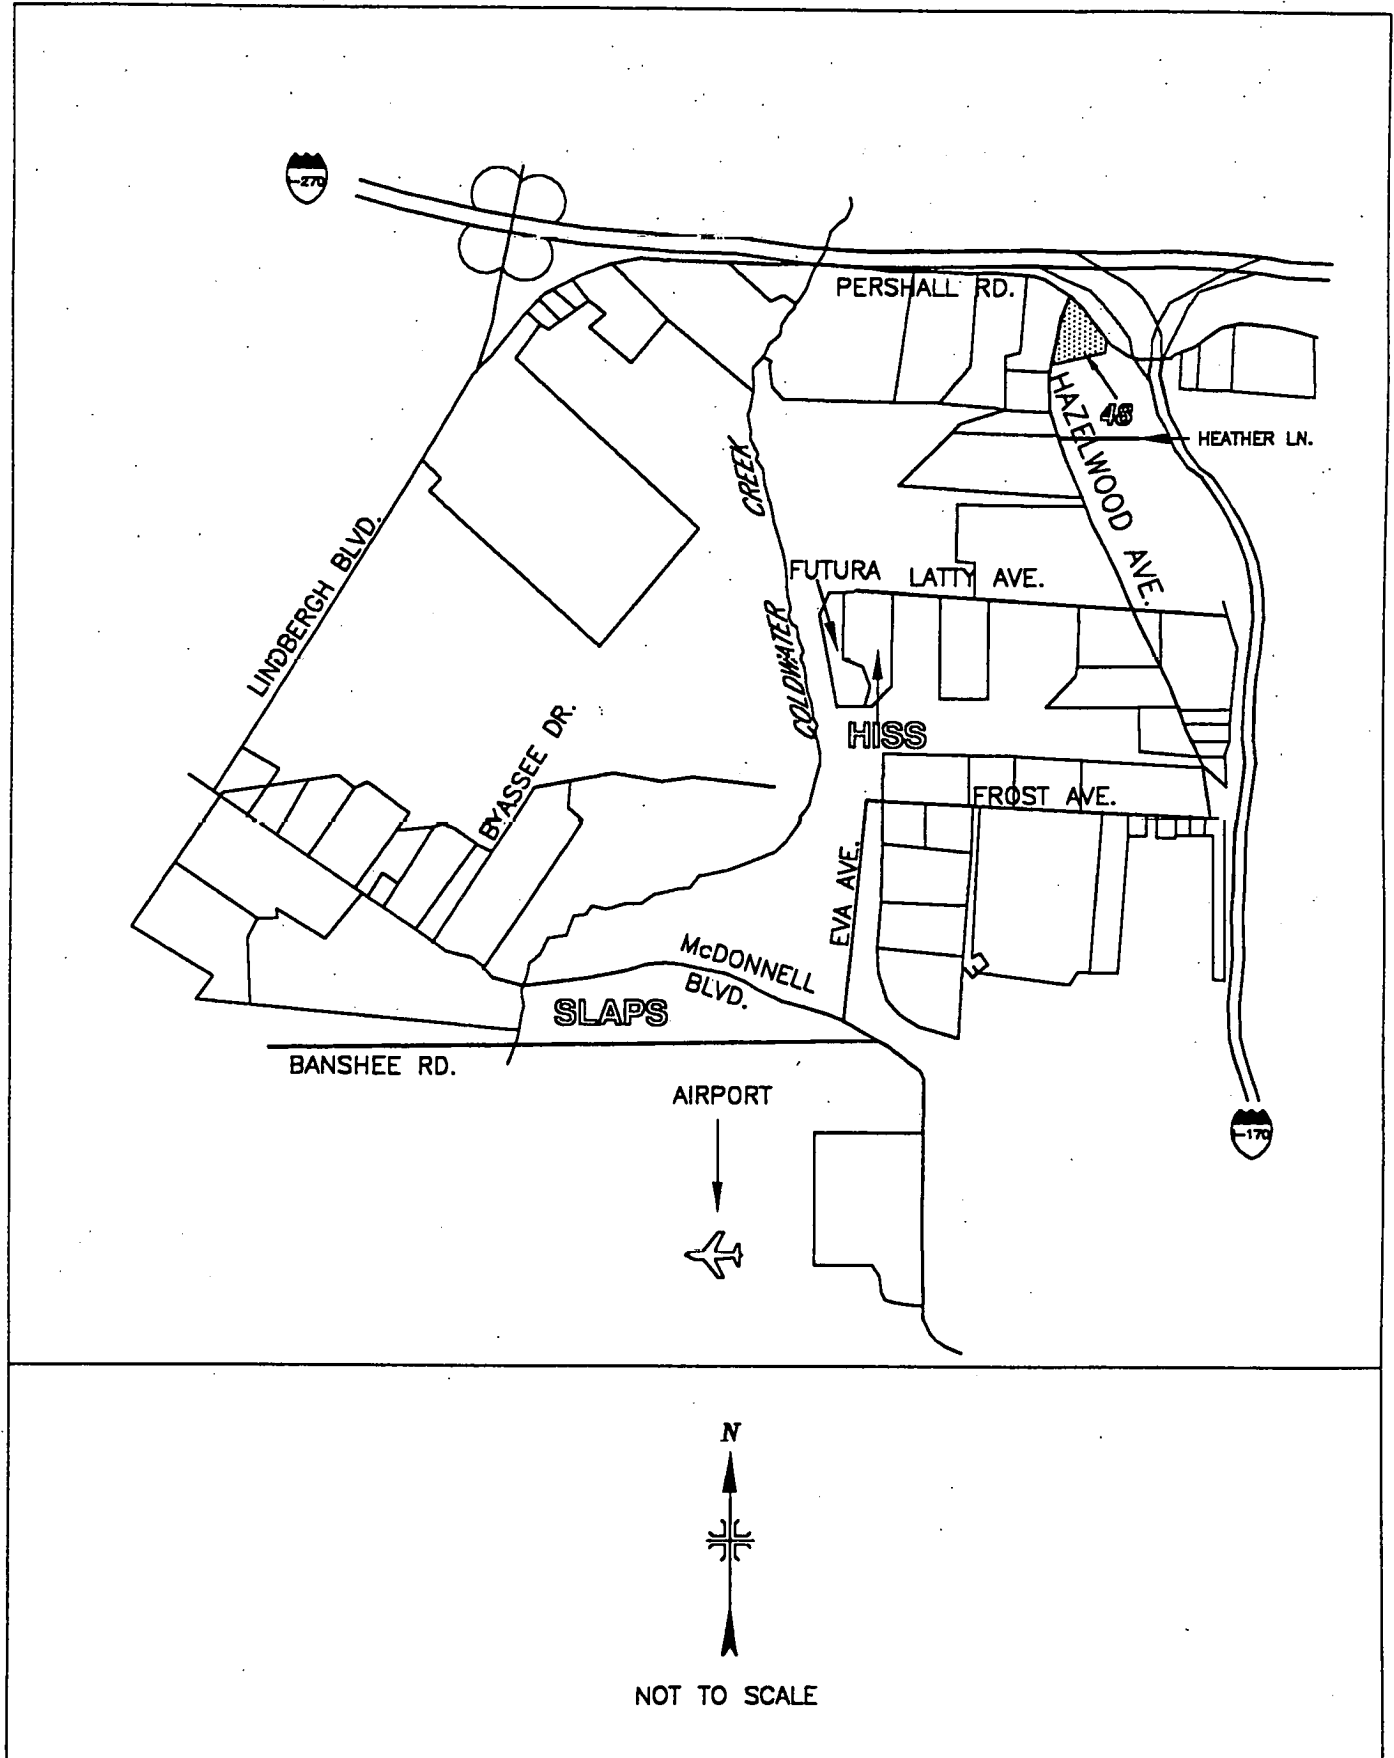 I-270
PERSHALL RD.
48
HEATHER LN.
HAZELWOOD AVE.
COLDWATER CREEK
LINDBERGH BLVD.
FUTURA
LATTY AVE.
HISS
BYASSEE DR.
FROST AVE.
EVA AVE.
McDONNELL
BLVD.
SLAPS
BANSHEE RD.
AIRPORT
I-170
N
NOT TO SCALE